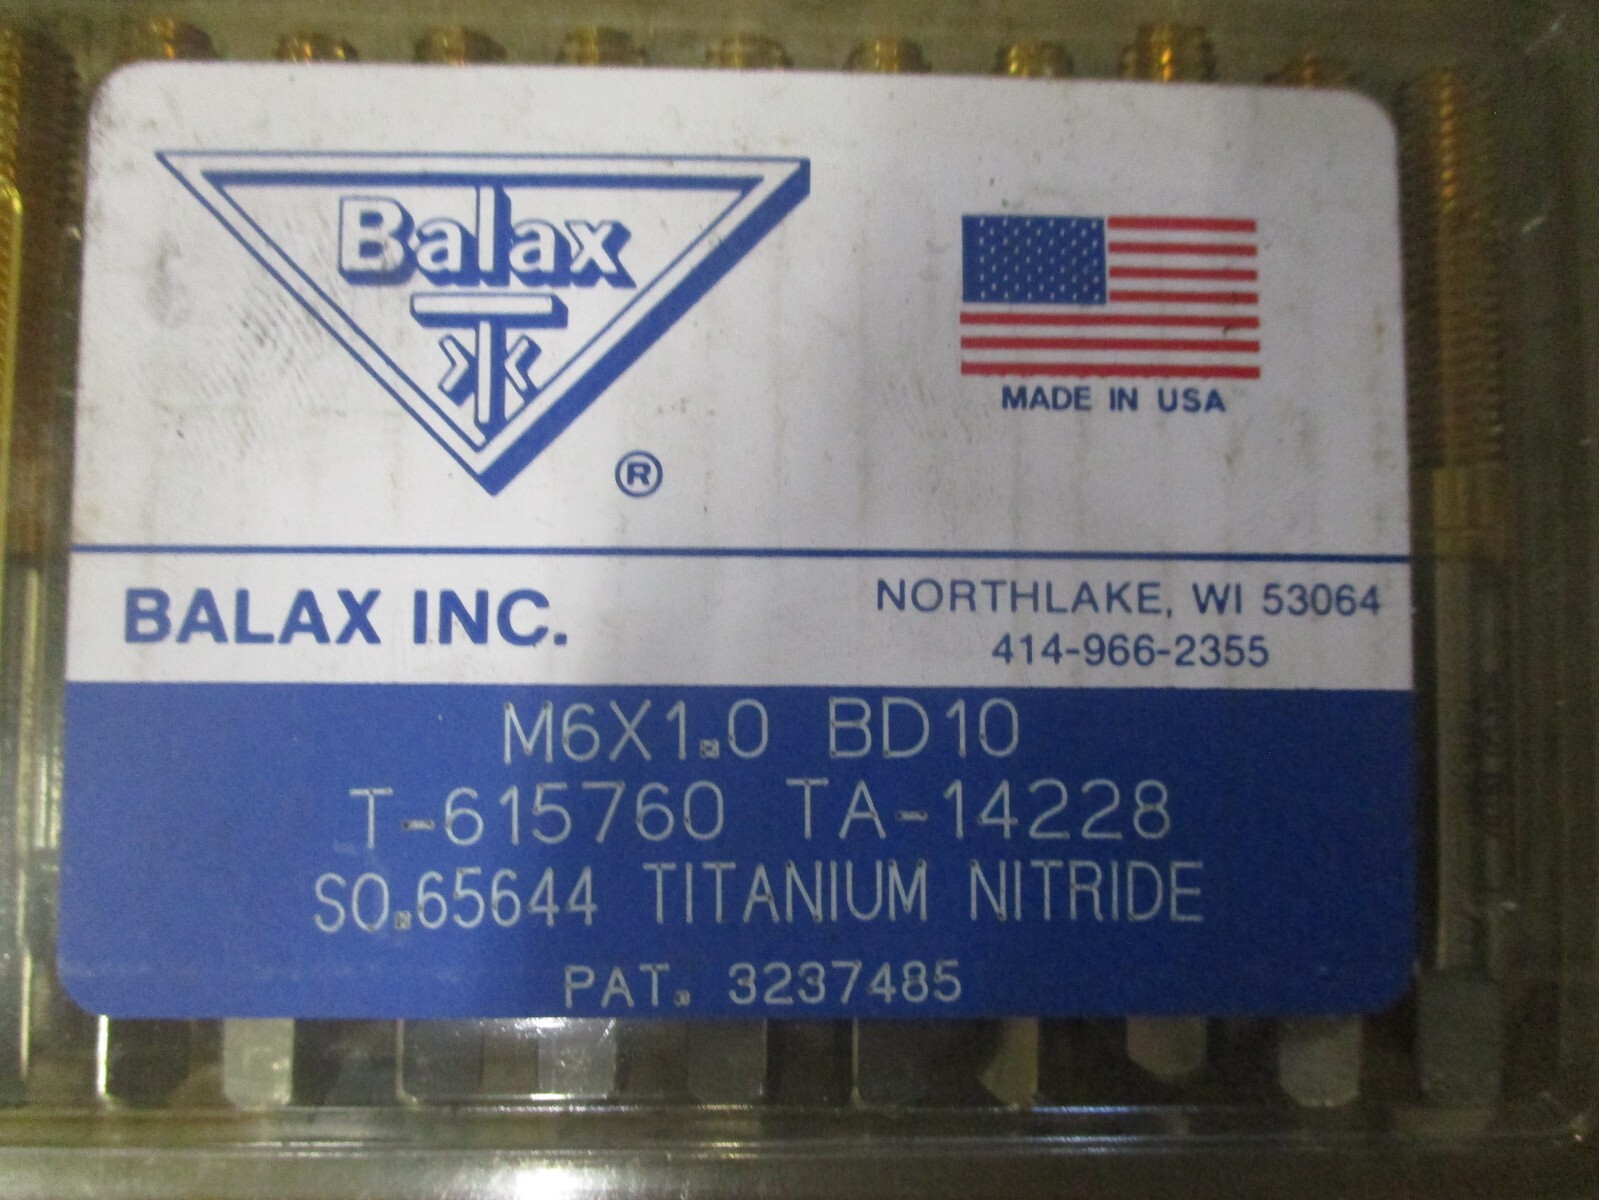 Balax
®
MADE IN USA
BALAX INC.
NORTHLAKE, WI 53064
414-966-2355
M6X1.0 BD10
T-615760 TA-14228
SO.65644 TITANIUM NITRIDE
PAT. 3237485